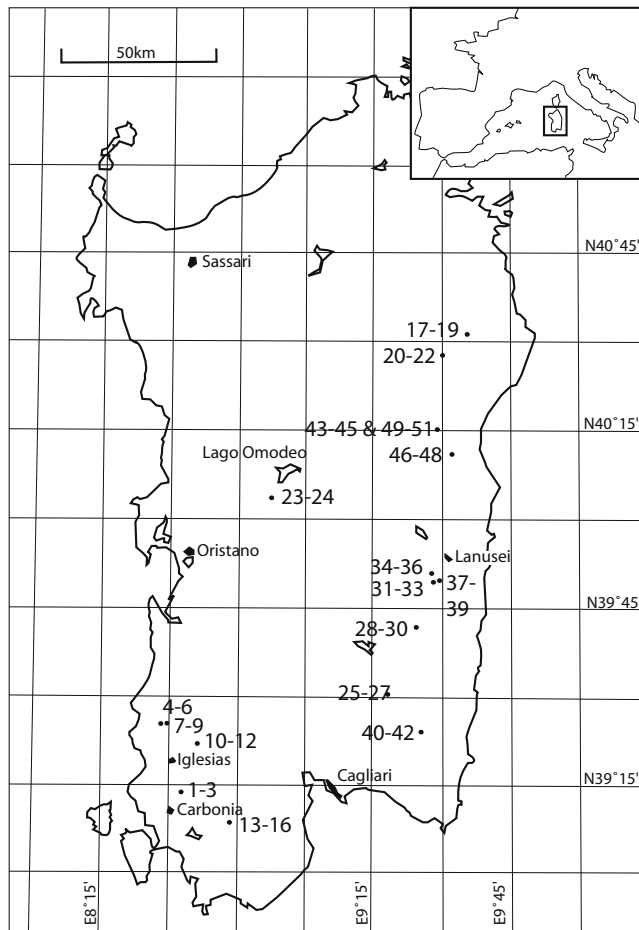 50km
N40°45'
Sassari
17-19
20-22
43-45 & 49-51
N40°15'
Lago Omodeo
46-48
23-24
Oristano
Lanusei
34-36
31-33
37-
39
N39°45'
28-30
25-27
4-6
7-9
10-12
40-42
Iglesias
Cagliari
N39°15'
1-3
Carbonia
13-16
E8°15'
E9°15'
E9°45'